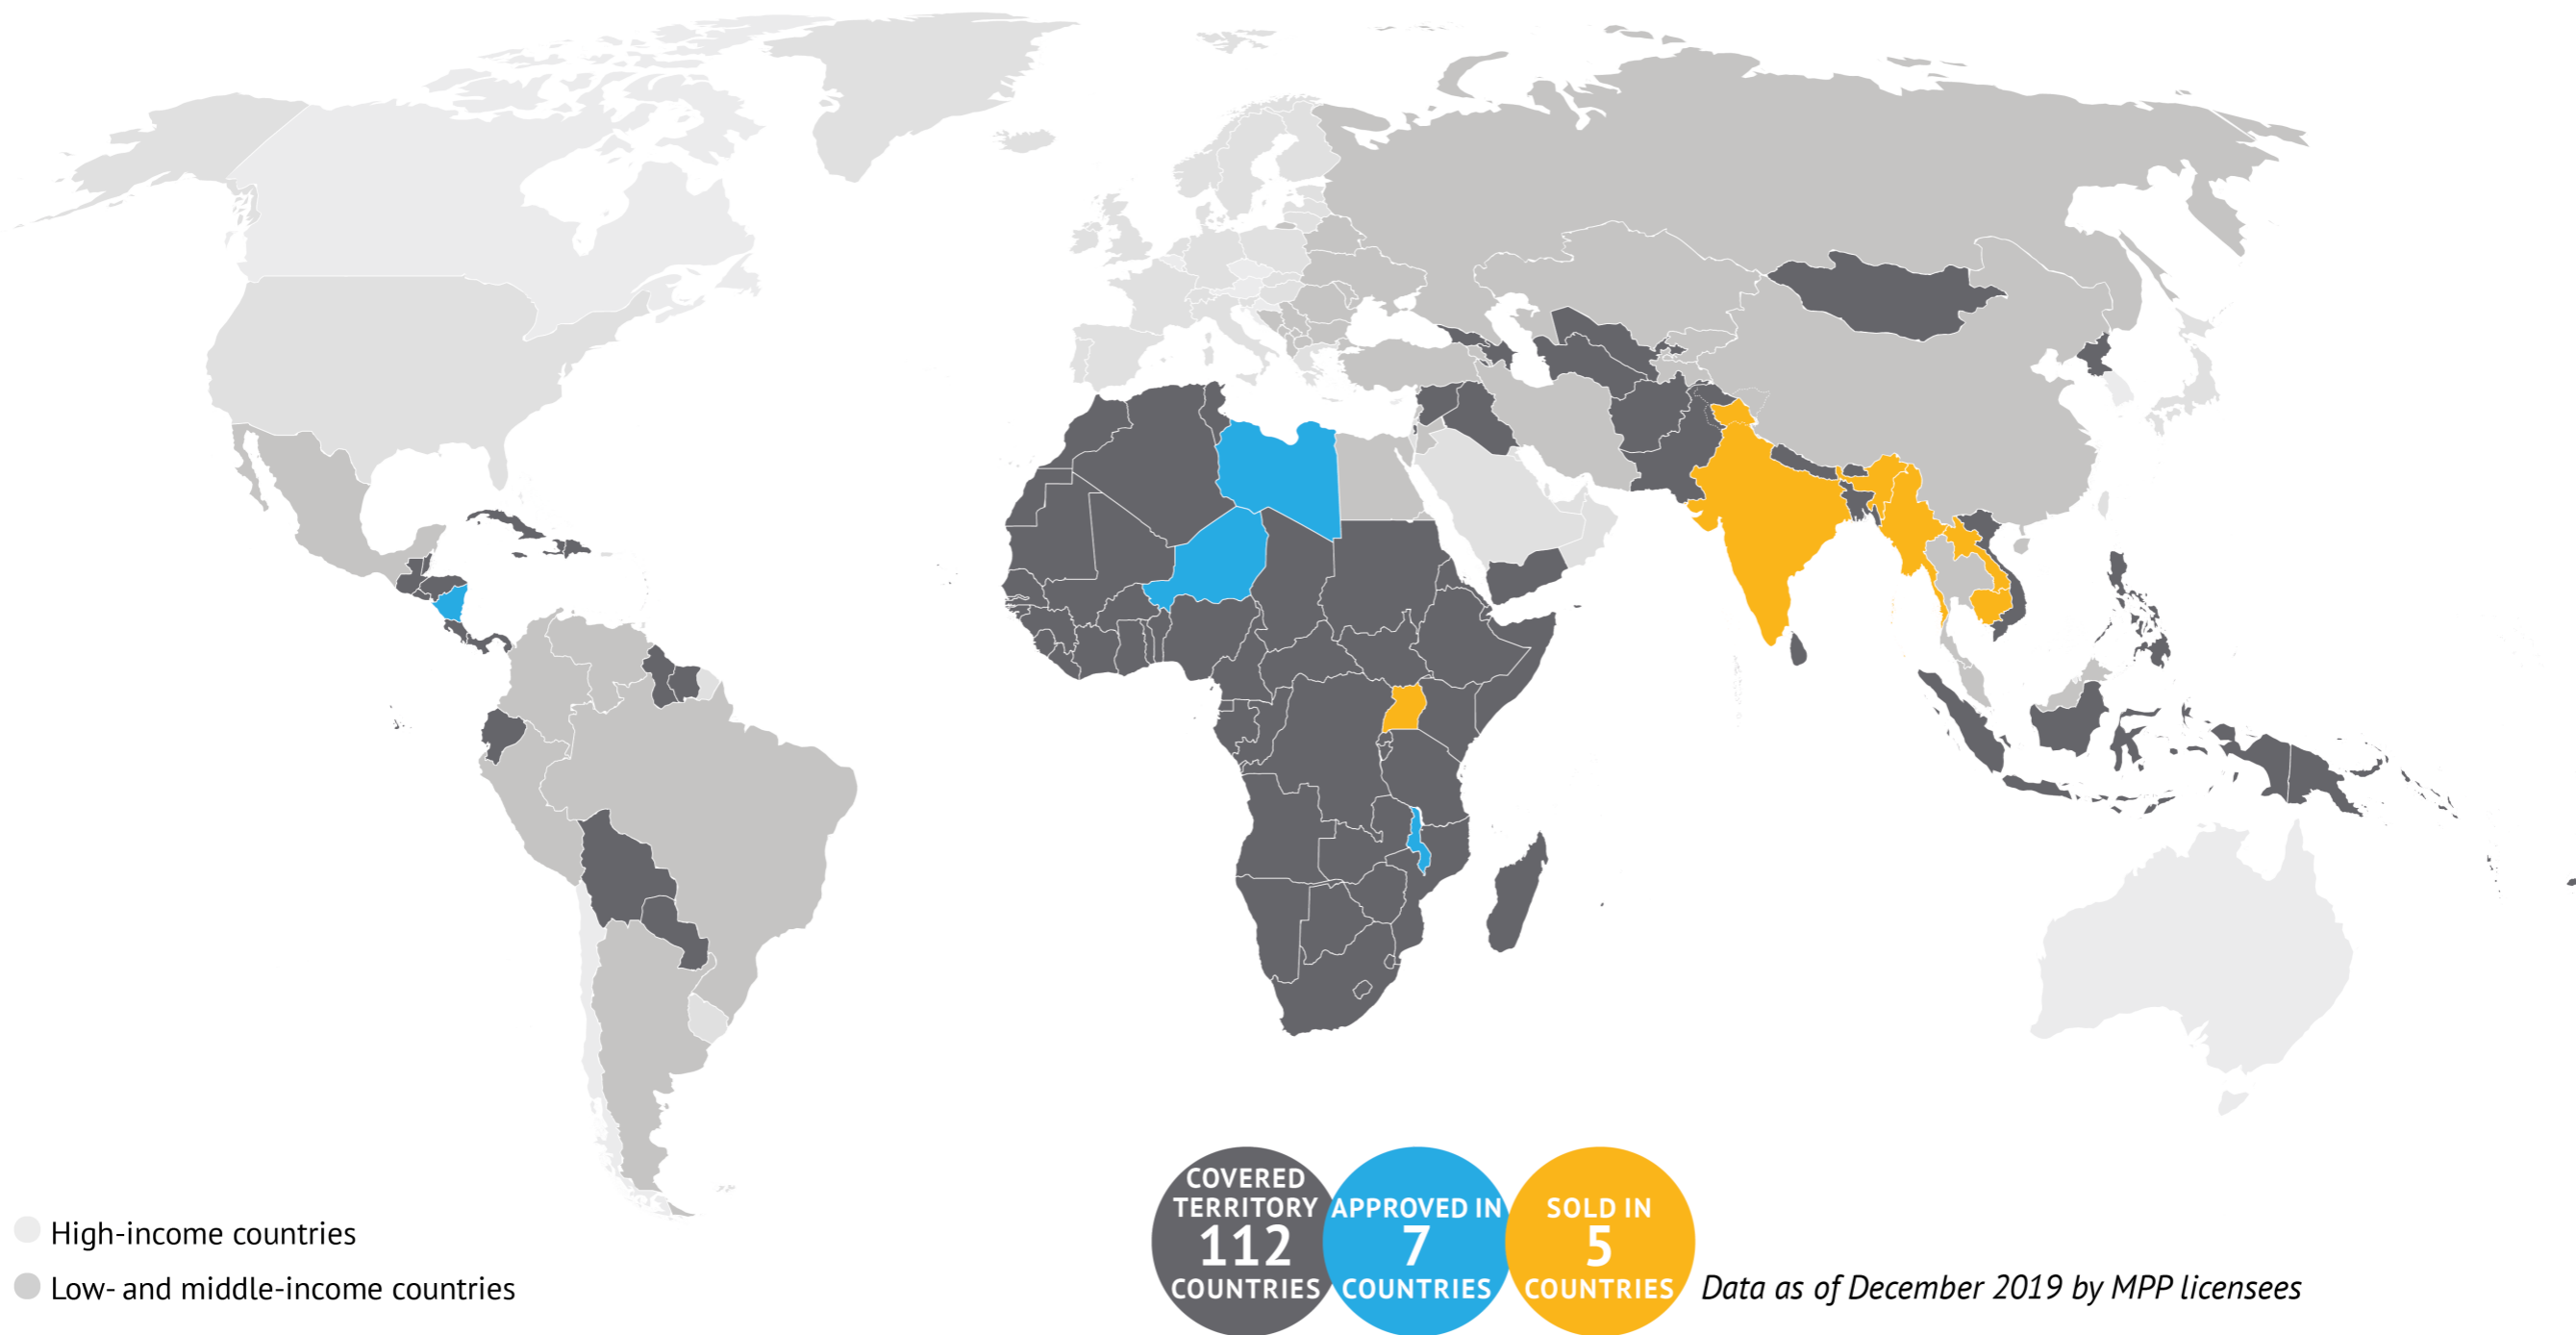 High-income countries
Low- and middle-income countries
COVERED
TERRITORY
112
COUNTRIES
APPROVED IN
7
COUNTRIES
SOLD IN
5
COUNTRIES
Data as of December 2019 by MPP licensees